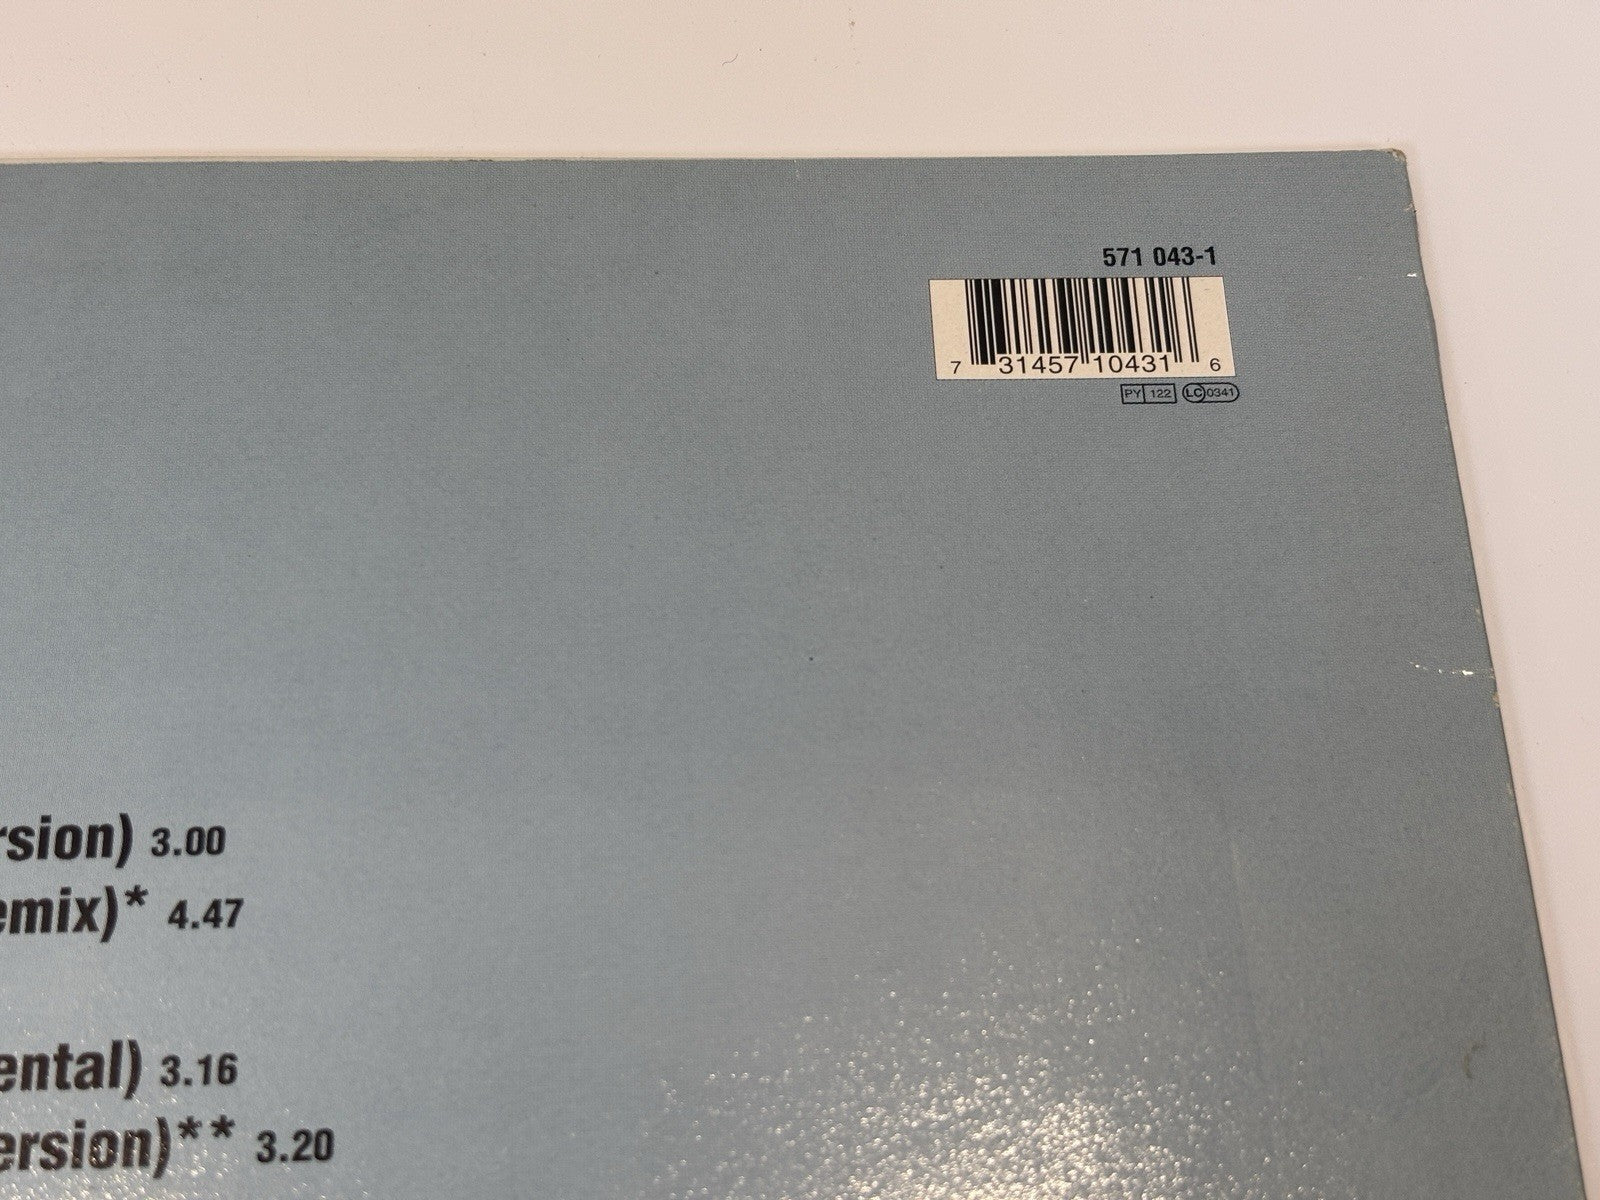 571 043-1
7 31457 10431 6
PY 122 LC 0341
rsion) 3.00
emix)* 4.47
ental) 3.16
ersion)** 3.20